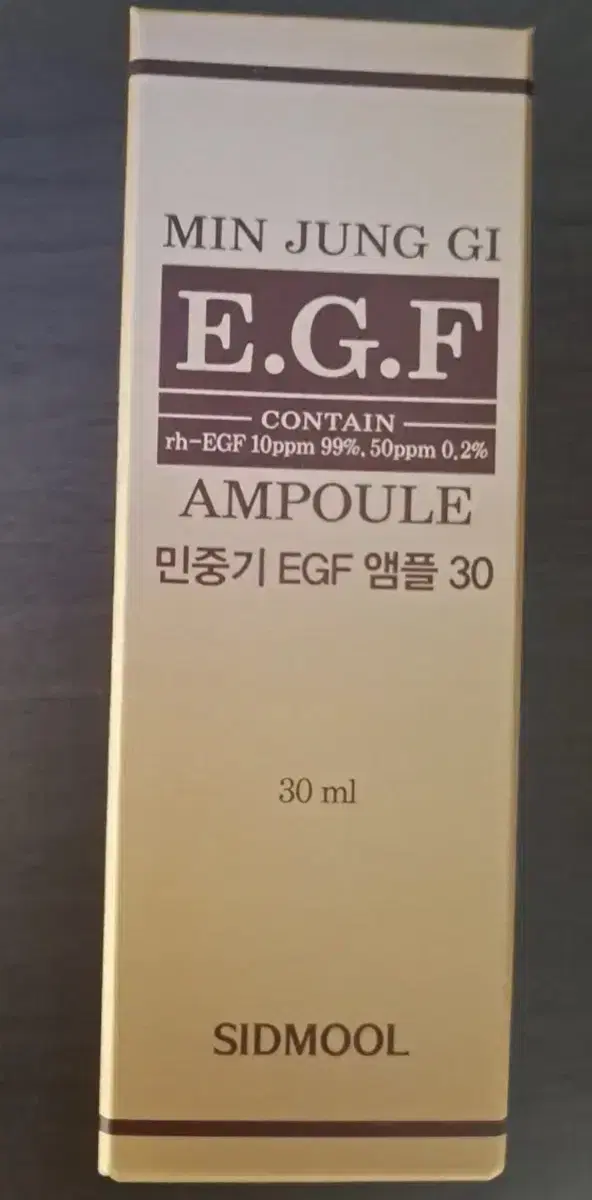 MIN JUNG GI
E.G.F
CONTAIN
rh-EGF 10ppm 99%, 50ppm 0.2%
AMPOULE
민중기 EGF 앰플 30
30 ml
SIDMOOL